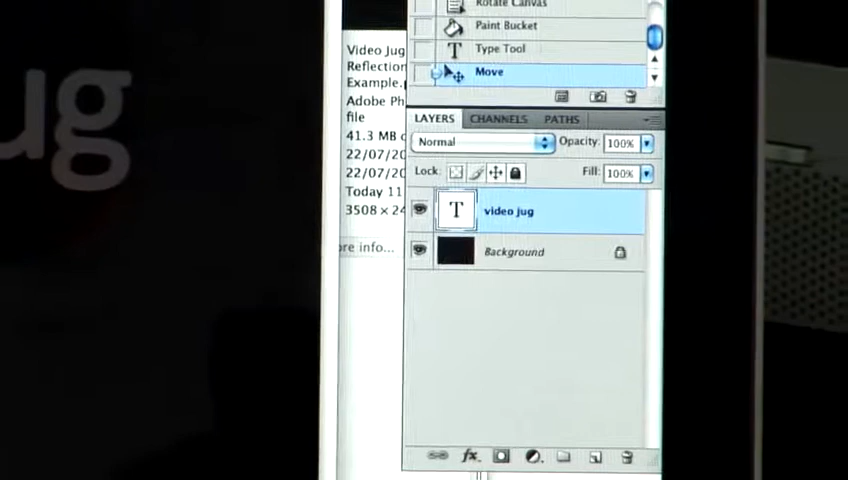 Rotate Canvas
Paint Bucket
Type Tool
Move
ug
Video Jug
Reflection
Example.
Adobe Ph
file
41.3 MB
22/07/20
22/07/20
Today 11
3508 × 24
ore info...
LAYERS CHANNELS PATHS
Normal Opacity: 100%
Lock: Fill: 100%
T video jug
Background
fx.